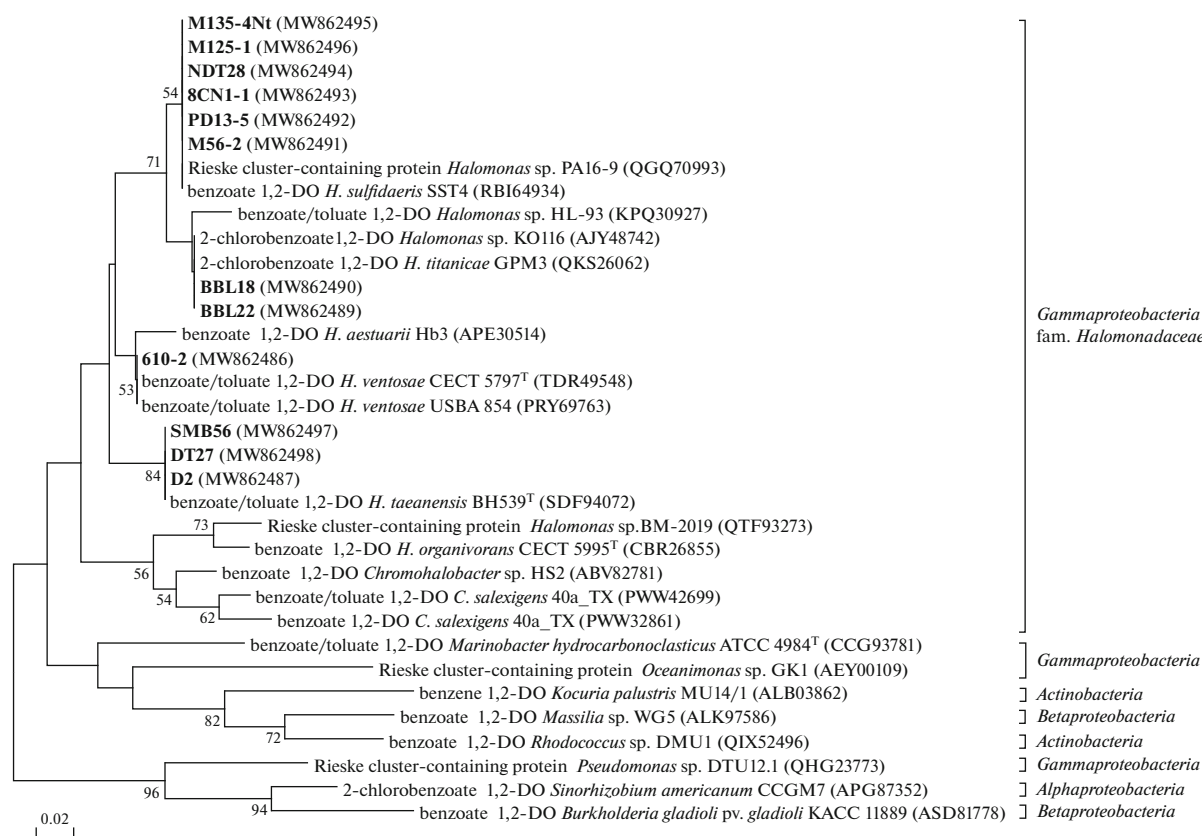 M135-4Nt (MW862495)
M125-1 (MW862496)
NDT28 (MW862494)
54
8CN1-1 (MW862493)
PD13-5 (MW862492)
M56-2 (MW862491)
71
Rieske cluster-containing protein Halomonas sp. PA16-9 (QGQ70993)
benzoate 1,2-DO H. sulfidaeris SST4 (RBI64934)
benzoate/toluate 1,2-DO Halomonas sp. HL-93 (KPQ30927)
2-chlorobenzoate1,2-DO Halomonas sp. KO116 (AJY48742)
2-chlorobenzoate 1,2-DO H. titanicae GPM3 (QKS26062)
BBL18 (MW862490)
BBL22 (MW862489)
Gammaproteobacteria
fam. Halomonadaceae
benzoate 1,2-DO H. aestuarii Hb3 (APE30514)
610-2 (MW862486)
benzoate/toluate 1,2-DO H. ventosae CECT 5797T (TDR49548)
53
benzoate/toluate 1,2-DO H. ventosae USBA 854 (PRY69763)
SMB56 (MW862497)
DT27 (MW862498)
84
D2 (MW862487)
benzoate/toluate 1,2-DO H. taeanensis BH539T (SDF94072)
73
Rieske cluster-containing protein Halomonas sp.BM-2019 (QTF93273)
benzoate 1,2-DO H. organivorans CECT 5995T (CBR26855)
56
benzoate 1,2-DO Chromohalobacter sp. HS2 (ABV82781)
54
benzoate/toluate 1,2-DO C. salexigens 40a_TX (PWW42699)
62
benzoate 1,2-DO C. salexigens 40a_TX (PWW32861)
benzoate/toluate 1,2-DO Marinobacter hydrocarbonoclasticus ATCC 4984T (CCG93781)
Gammaproteobacteria
Rieske cluster-containing protein Oceanimonas sp. GK1 (AEY00109)
benzene 1,2-DO Kocuria palustris MU14/1 (ALB03862)
Actinobacteria
82
benzoate 1,2-DO Massilia sp. WG5 (ALK97586)
Betaproteobacteria
72
benzoate 1,2-DO Rhodococcus sp. DMU1 (QIX52496)
Actinobacteria
Rieske cluster-containing protein Pseudomonas sp. DTU12.1 (QHG23773)
Gammaproteobacteria
96
2-chlorobenzoate 1,2-DO Sinorhizobium americanum CCGM7 (APG87352)
Alphaproteobacteria
94
benzoate 1,2-DO Burkholderia gladioli pv. gladioli KACC 11889 (ASD81778)
Betaproteobacteria
0.02